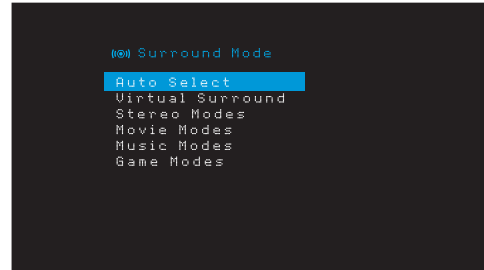 Surround Mode
Auto Select
Virtual Surround
Stereo Modes
Movie Modes
Music Modes
Game Modes